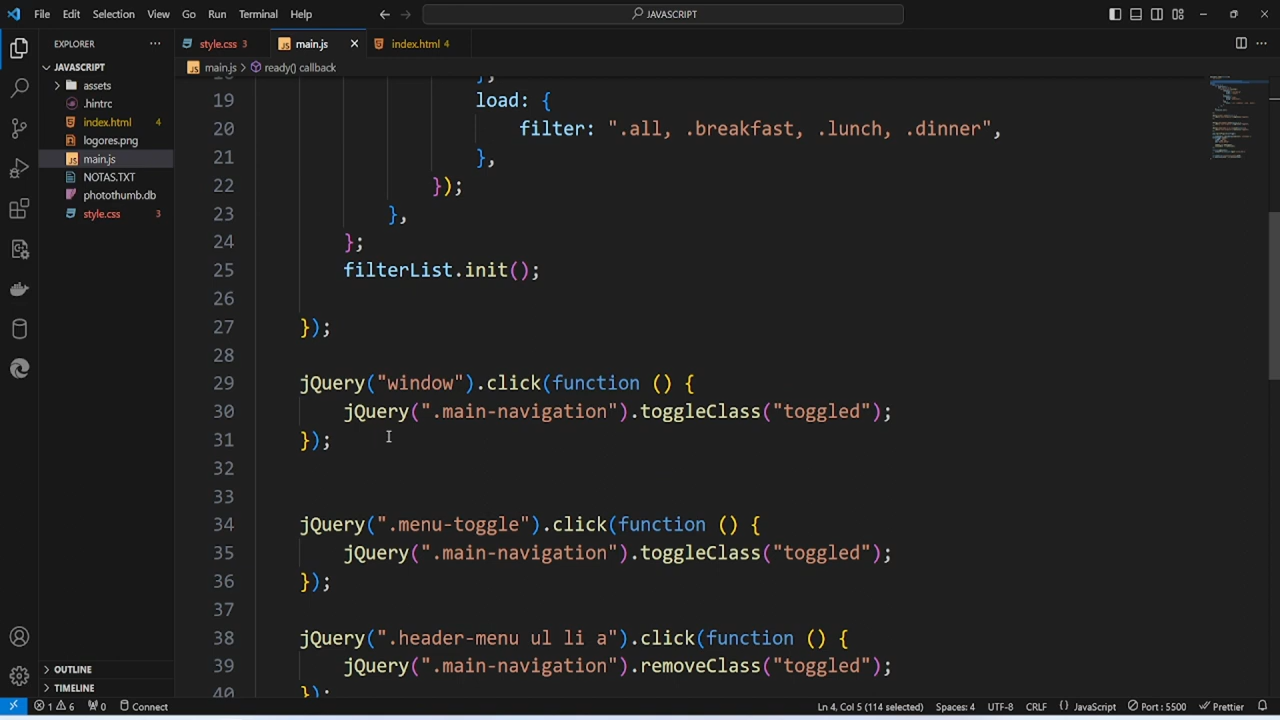 File Edit Selection View Go Run Terminal Help
JAVASCRIPT
EXPLORER
JAVASCRIPT
assets
.hintrc
index.html 4
logores.png
main.js
NOTAS.TXT
photothumb.db
style.css 3
OUTLINE
TIMELINE
style.css 3 main.js index.html 4
main.js > ready() callback
19 load: {
20 filter: ".all, .breakfast, .lunch, .dinner",
21 },
22 });
23 },
24 };
25 filterList.init();
26
27 });
28
29 jQuery("window").click(function () {
30 jQuery(".main-navigation").toggleClass("toggled");
31 });
32
33
34 jQuery(".menu-toggle").click(function () {
35 jQuery(".main-navigation").toggleClass("toggled");
36 });
37
38 jQuery(".header-menu ul li a").click(function () {
39 jQuery(".main-navigation").removeClass("toggled");
40 });
1 6 0 Connect Ln 4, Col 5 (114 selected) Spaces: 4 UTF-8 CRLF {} JavaScript Port : 5500 Prettier